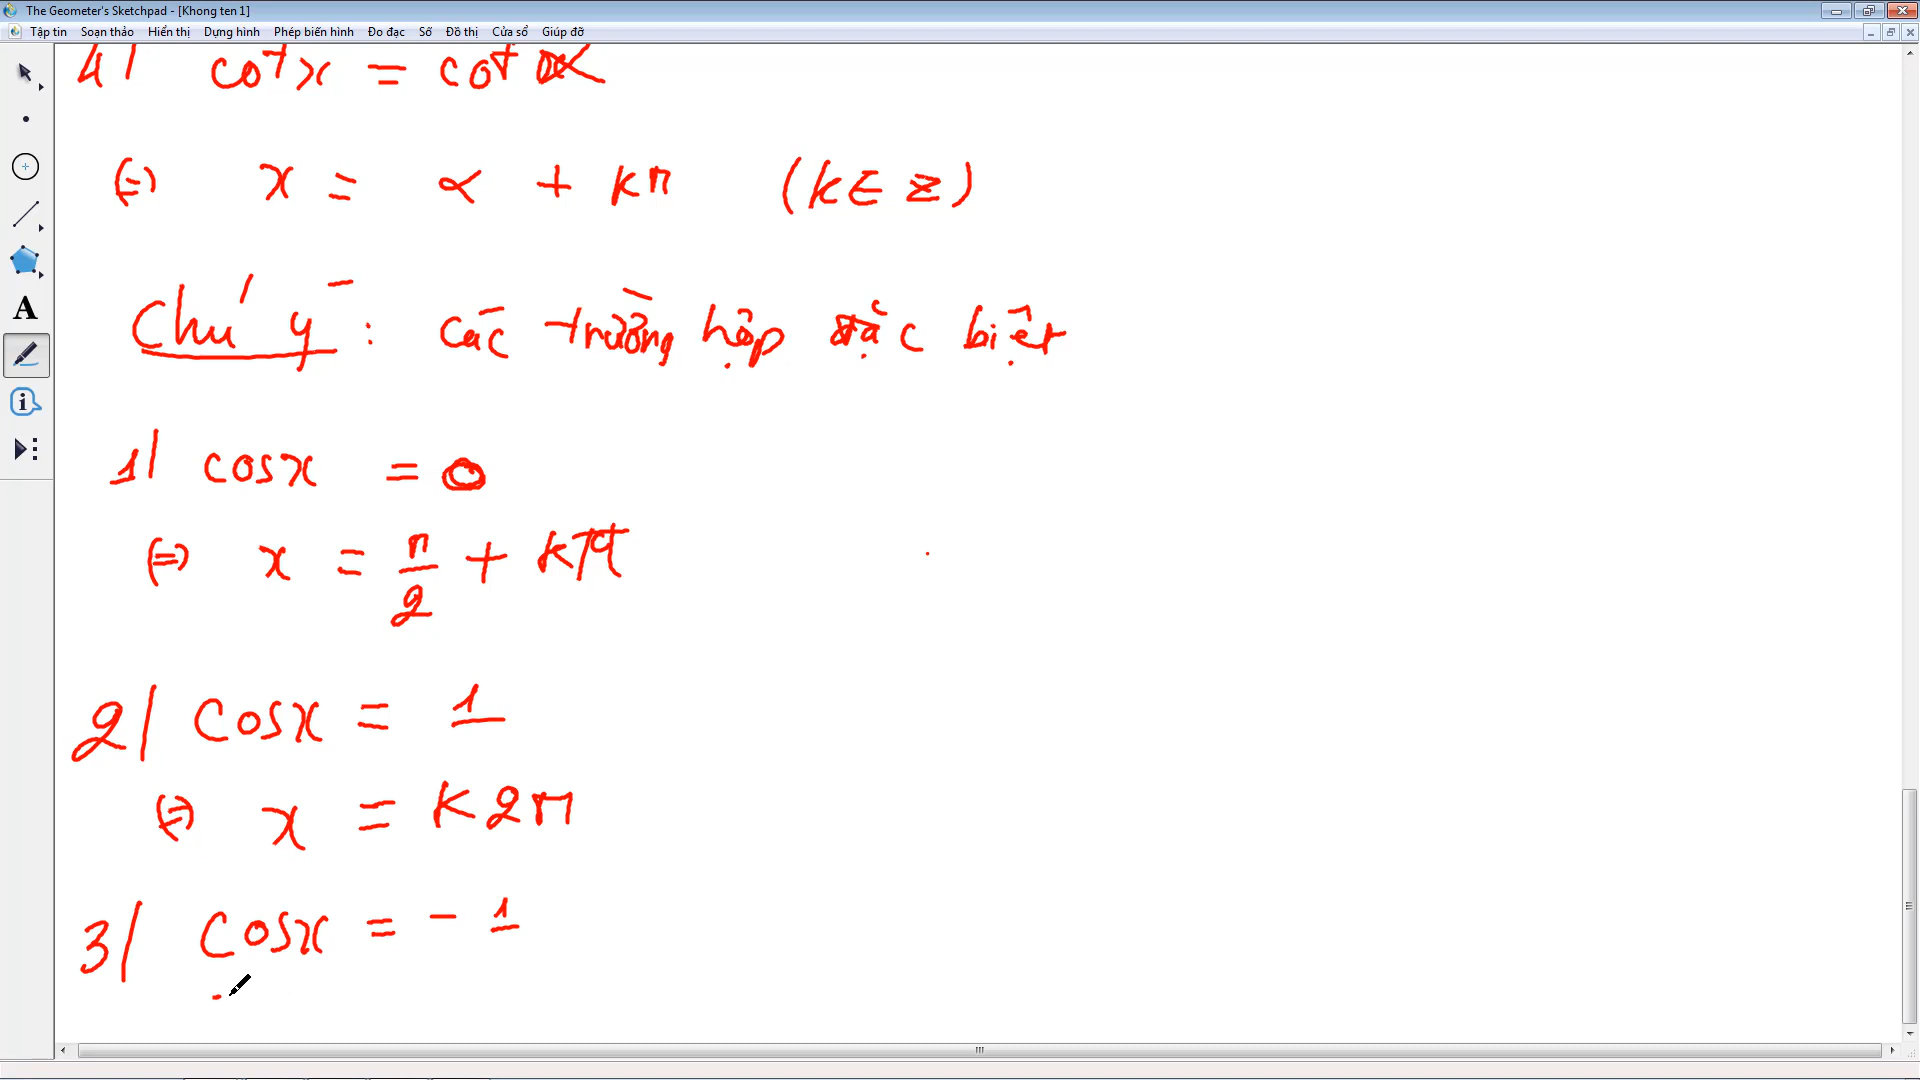 The Geometer's Sketchpad - [Khong ten 1]
Tập tin Soạn thảo Hiển thị Dựng hình Phép biến hình Đo đạc Số Đồ thị Cửa sổ Giúp đỡ
4/ cotx = cot α
⇔ x = α + kπ (k∈Z)
Chú ý : các trường hợp đặc biệt
1/ cosx = 0
⇔ x = π/2 + kπ
2/ cosx = 1
⇔ x = k2π
3/ cosx = -1